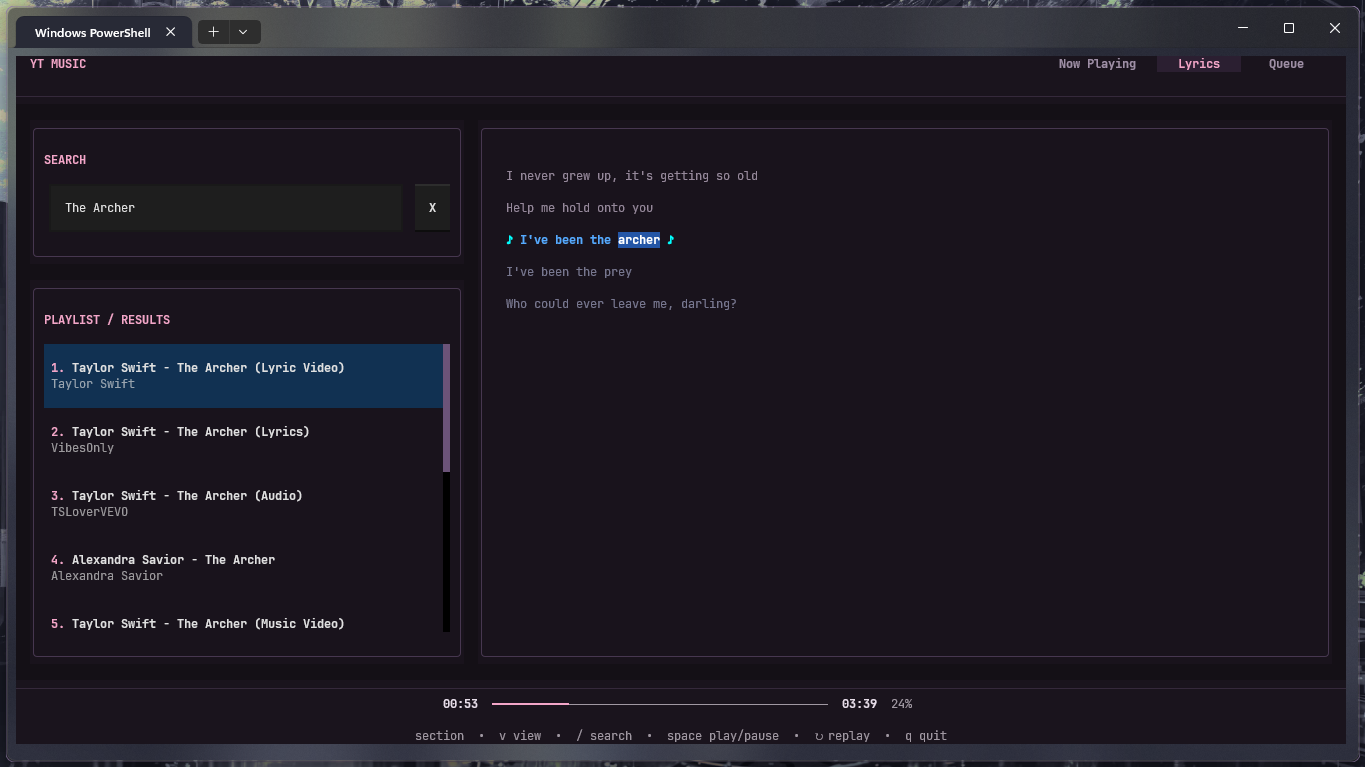 Windows PowerShell
YT MUSIC
Now Playing Lyrics Queue
SEARCH
The Archer X
PLAYLIST / RESULTS
1. Taylor Swift - The Archer (Lyric Video)
Taylor Swift
2. Taylor Swift - The Archer (Lyrics)
VibesOnly
3. Taylor Swift - The Archer (Audio)
TSLoverVEVO
4. Alexandra Savior - The Archer
Alexandra Savior
5. Taylor Swift - The Archer (Music Video)
I never grew up, it's getting so old
Help me hold onto you
♪ I've been the archer ♪
I've been the prey
Who could ever leave me, darling?
00:53 03:39 24%
section • v view • / search • space play/pause • ↻ replay • q quit